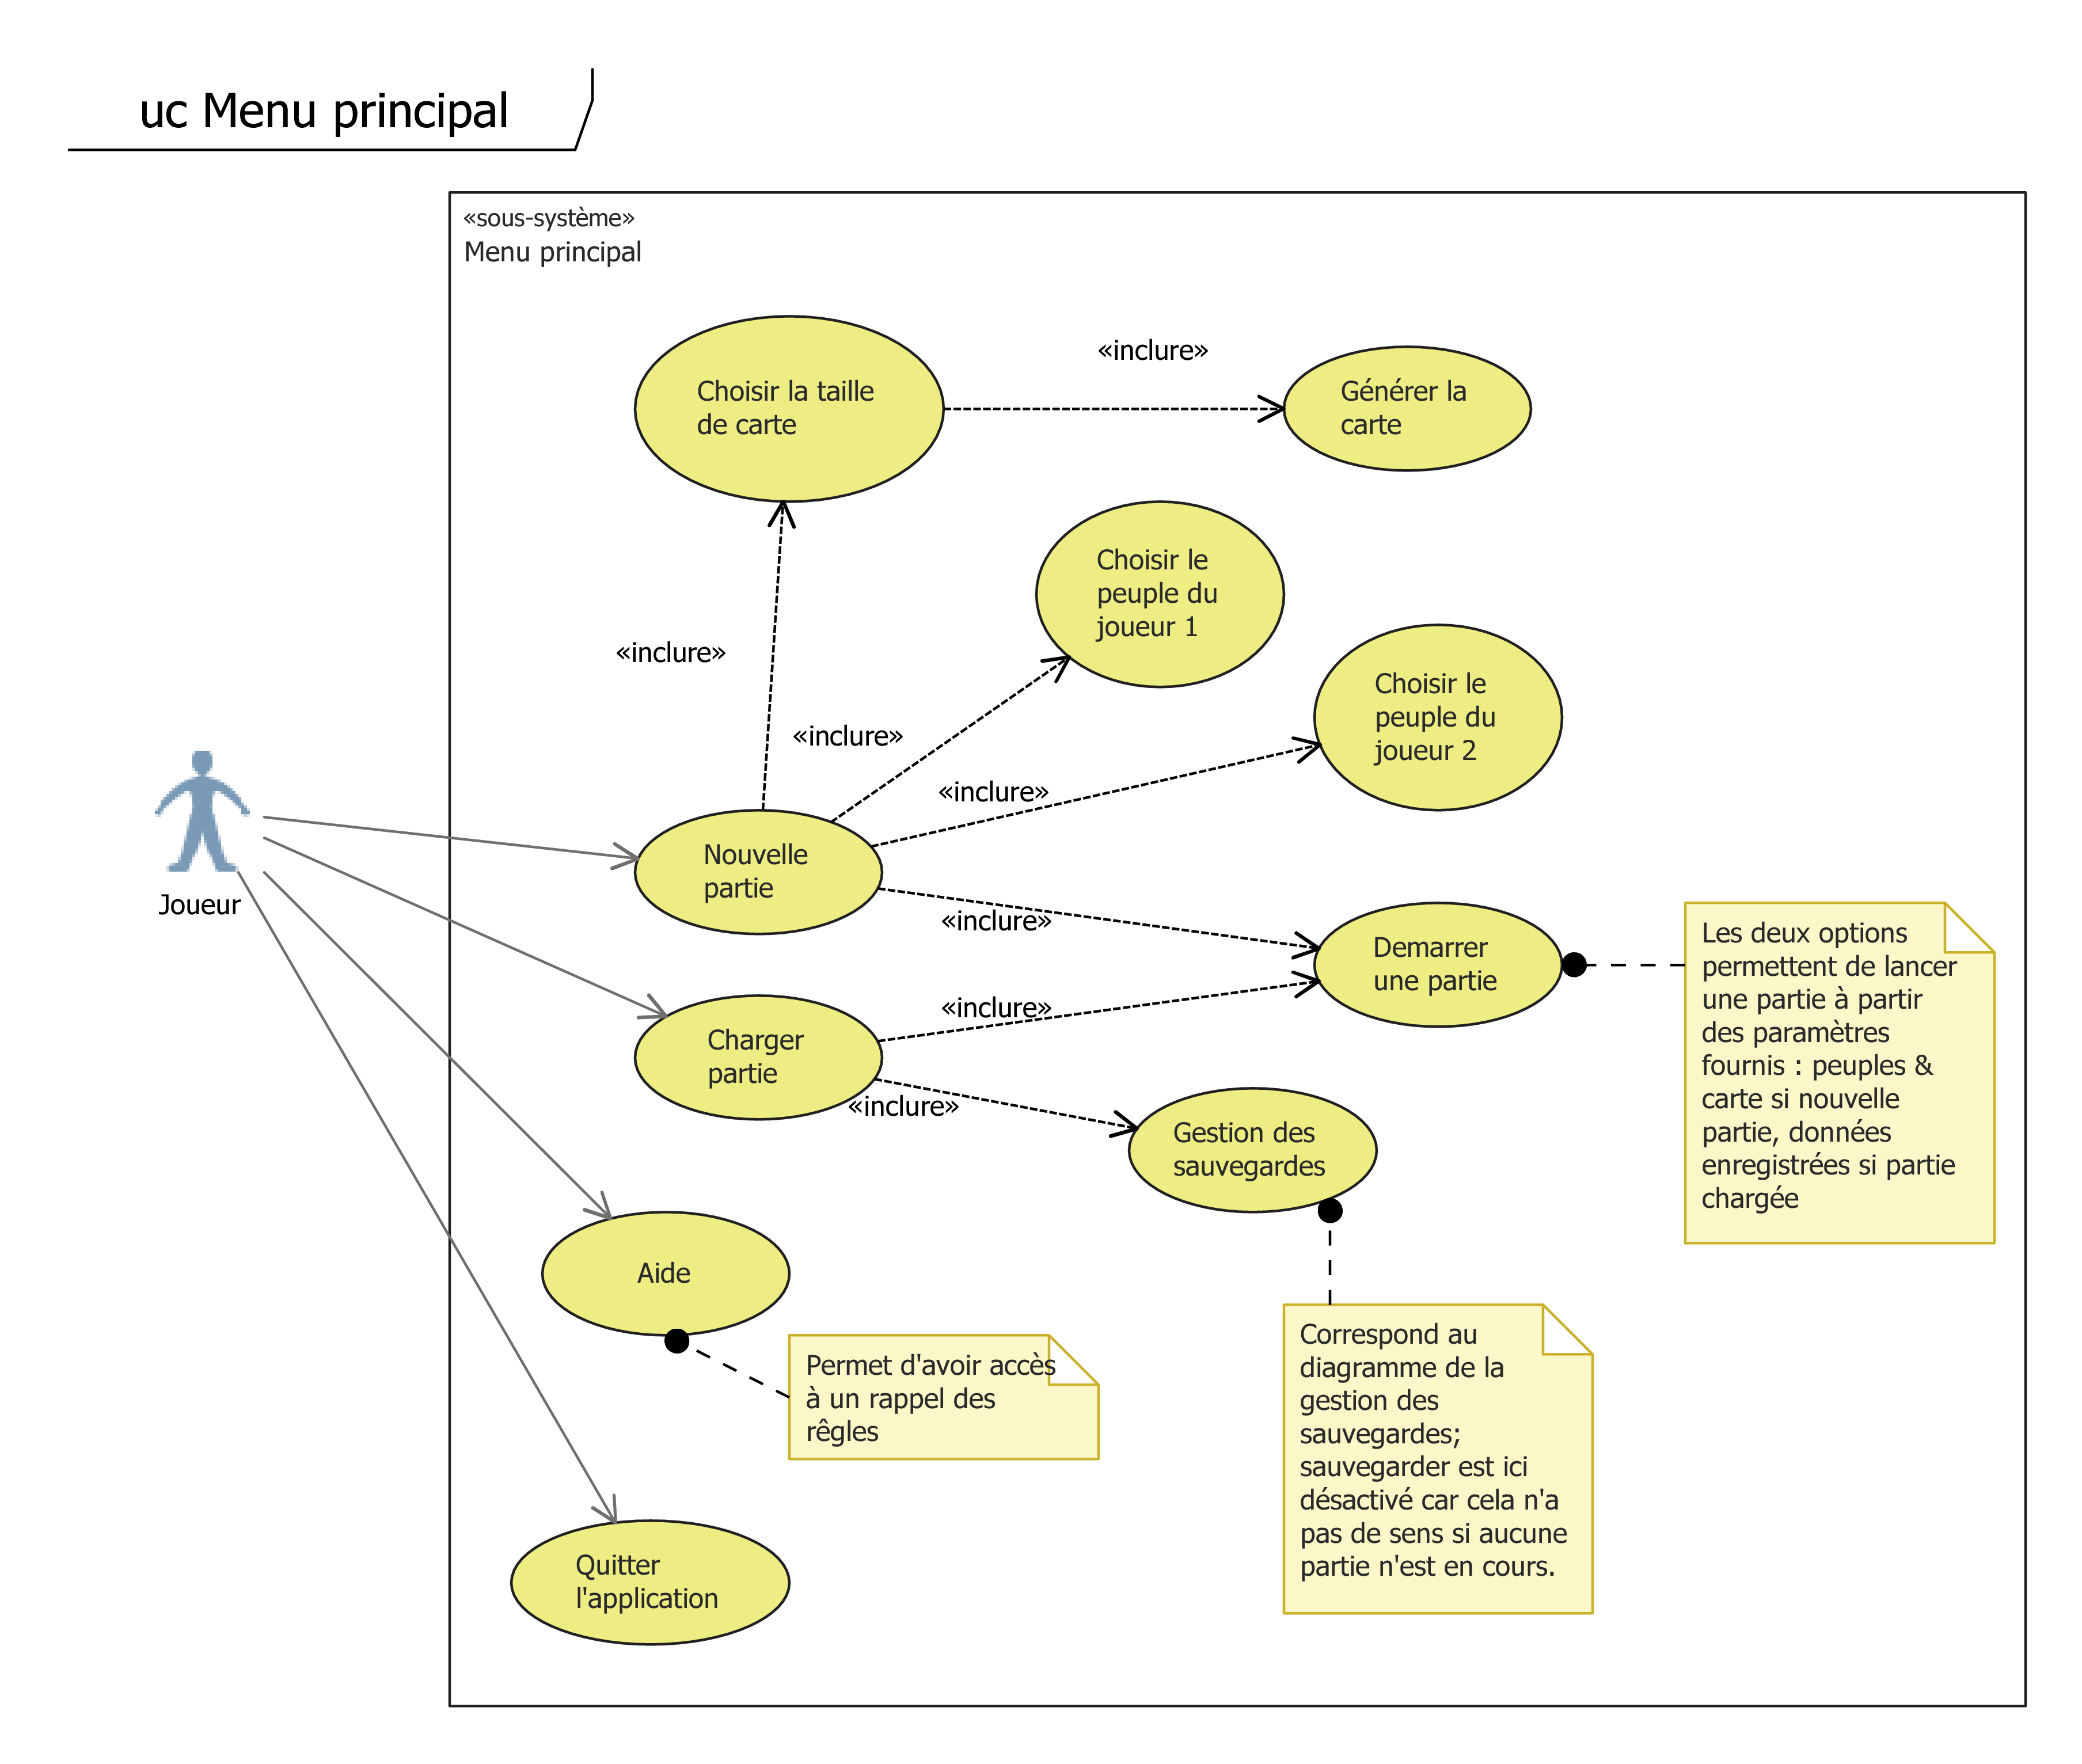 uc Menu principal
«sous-système»
Menu principal
Choisir la taille
de carte
«inclure»
Générer la
carte
Choisir le
peuple du
joueur 1
«inclure»
Choisir le
peuple du
joueur 2
«inclure»
«inclure»
Joueur
Nouvelle
partie
«inclure»
Demarrer
une partie
Les deux options
permettent de lancer
une partie à partir
des paramètres
fournis : peuples &
carte si nouvelle
partie, données
enregistrées si partie
chargée
«inclure»
Charger
partie
«inclure»
Gestion des
sauvegardes
Aide
Permet d'avoir accès
à un rappel des
rêgles
Correspond au
diagramme de la
gestion des
sauvegardes;
sauvegarder est ici
désactivé car cela n'a
pas de sens si aucune
partie n'est en cours.
Quitter
l'application